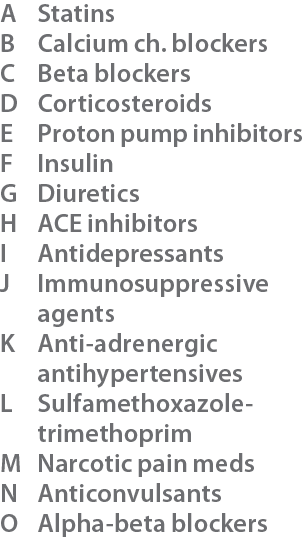 A Statins
B Calcium ch. blockers
C Beta blockers
D Corticosteroids
E Proton pump inhibitors
F Insulin
G Diuretics
H ACE inhibitors
I Antidepressants
J Immunosuppressive
agents
K Anti-adrenergic
antihypertensives
L Sulfamethoxazole-
trimethoprim
M Narcotic pain meds
N Anticonvulsants
O Alpha-beta blockers